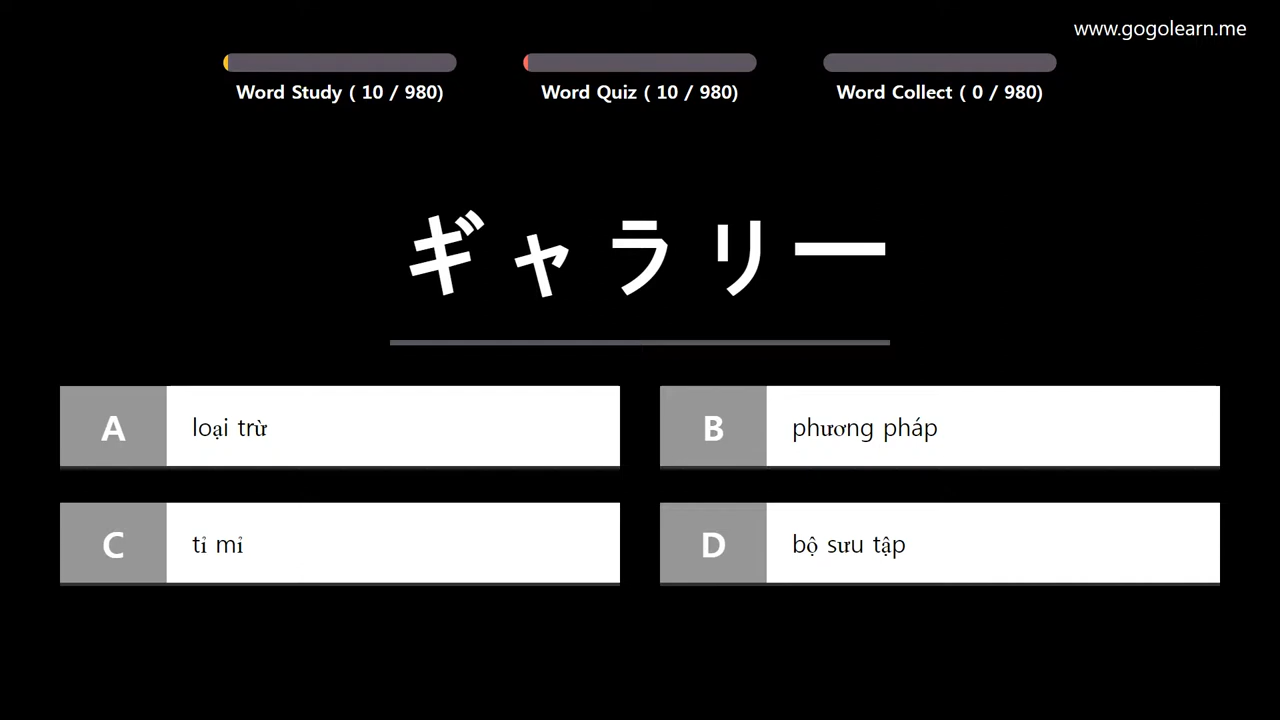 www.gogolearn.me
Word Study ( 10 / 980)
Word Quiz ( 10 / 980)
Word Collect ( 0 / 980)
ギャラリー
A loại trừ
B phương pháp
C tỉ mỉ
D bộ sưu tập